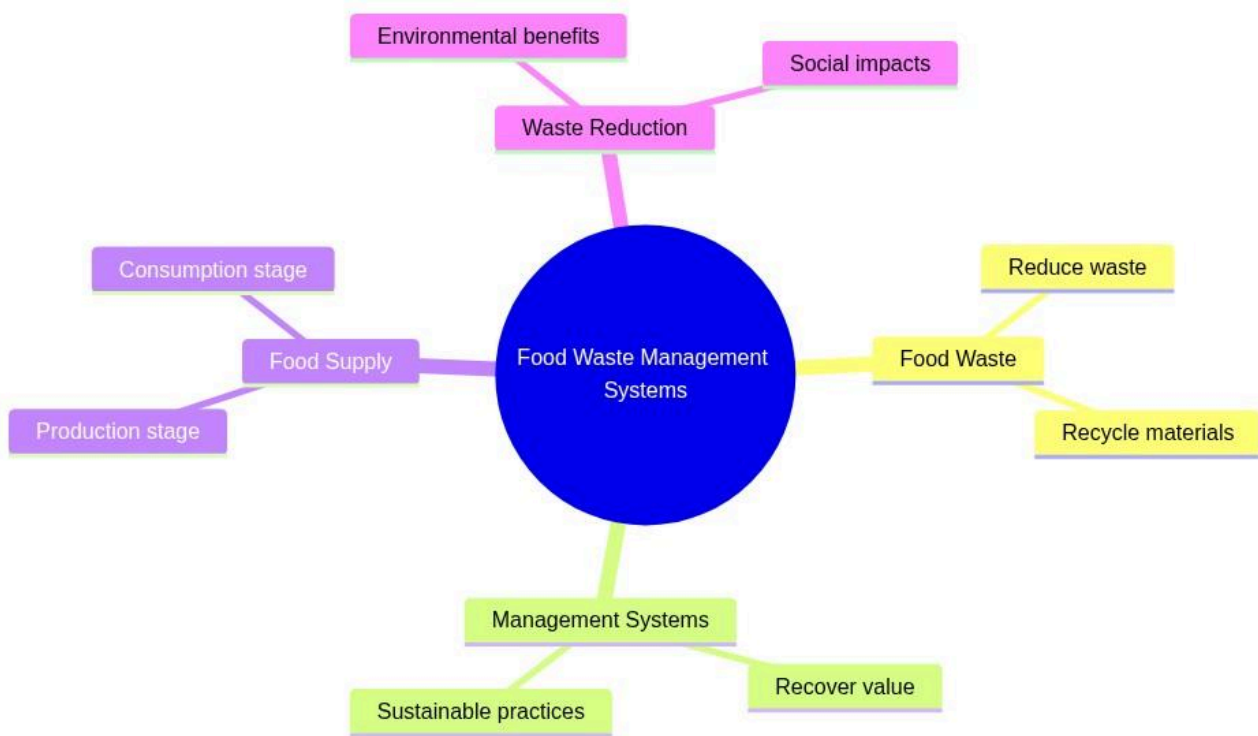 Environmental benefits
Social impacts
Waste Reduction
Consumption stage
Food Supply
Production stage
Food Waste Management
Systems
Reduce waste
Food Waste
Recycle materials
Management Systems
Recover value
Sustainable practices